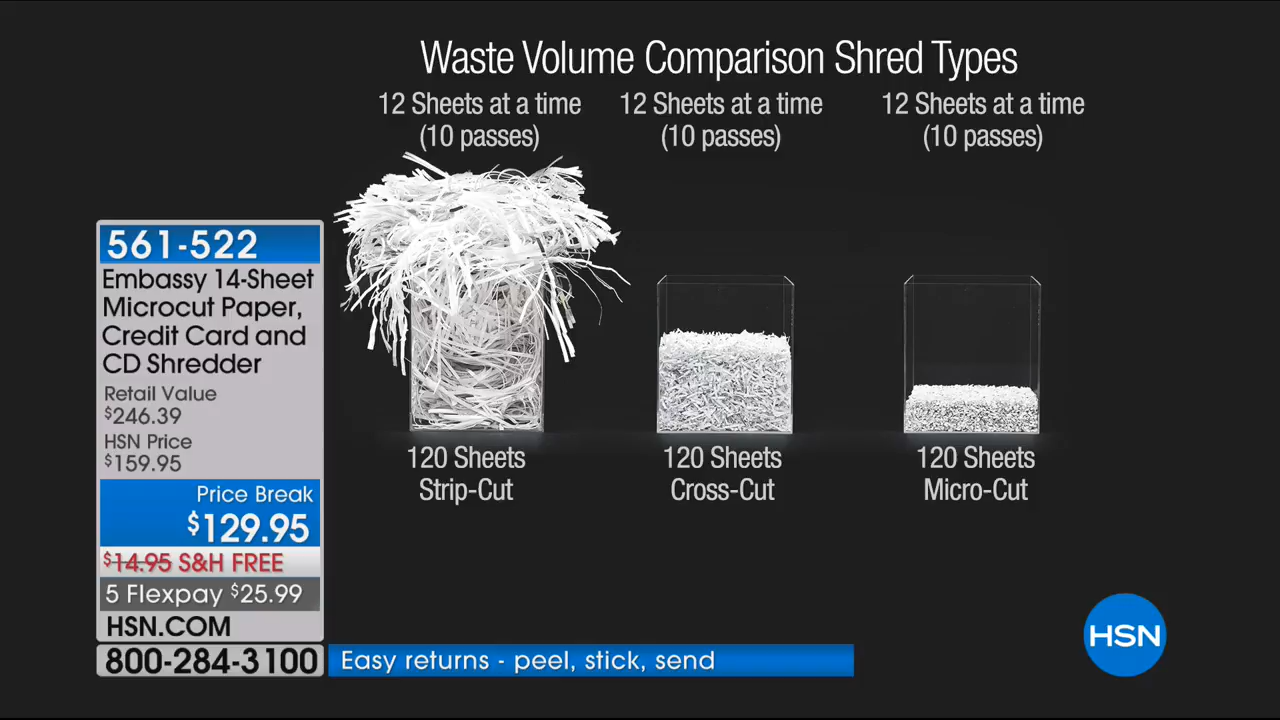 Waste Volume Comparison Shred Types
12 Sheets at a time
(10 passes)
12 Sheets at a time
(10 passes)
12 Sheets at a time
(10 passes)
120 Sheets
Strip-Cut
120 Sheets
Cross-Cut
120 Sheets
Micro-Cut
561-522
Embassy 14-Sheet
Microcut Paper,
Credit Card and
CD Shredder
Retail Value
$246.39
HSN Price
$159.95
Price Break
$129.95
$14.95 S&H FREE
5 Flexpay $25.99
HSN.COM
800-284-3100
Easy returns - peel, stick, send
HSN